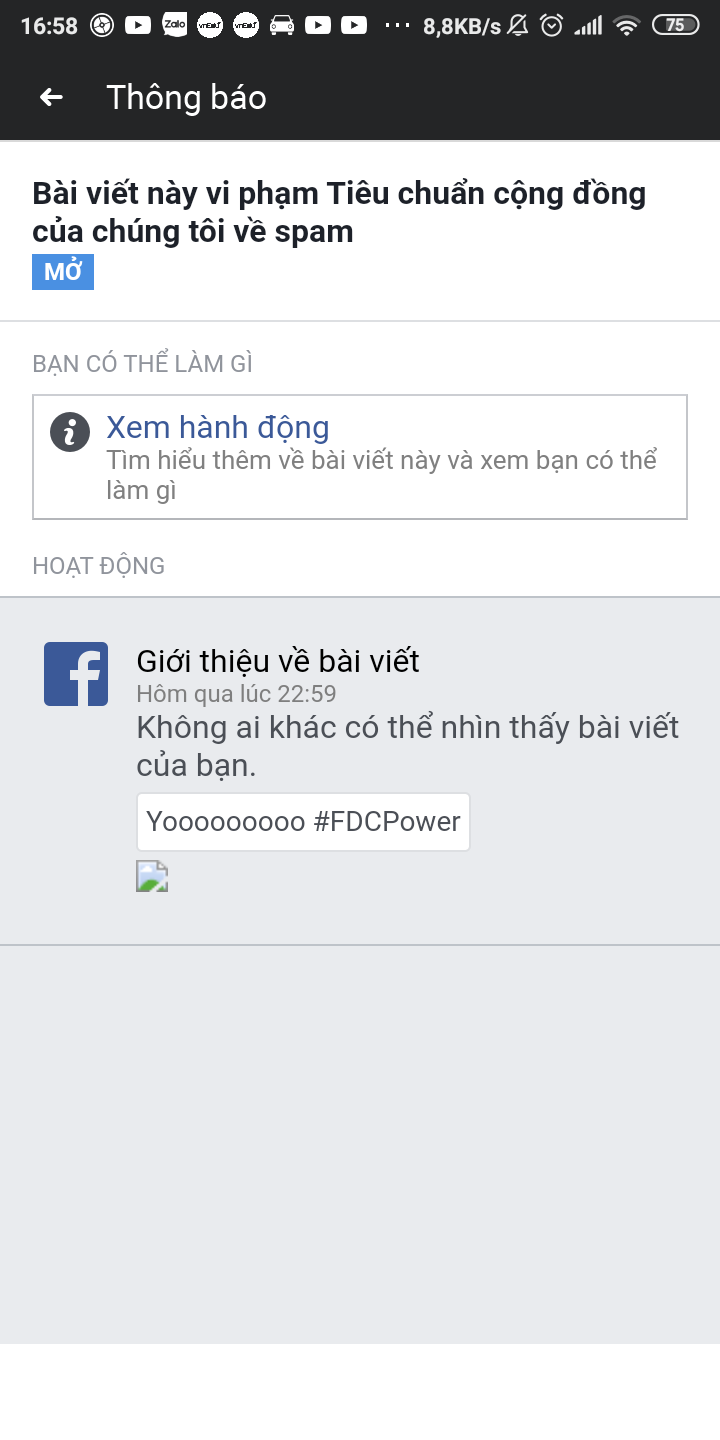 16:58 Zalo 8,8KB/s 75
Thông báo
Bài viết này vi phạm Tiêu chuẩn cộng đồng
của chúng tôi về spam
MỞ
BẠN CÓ THỂ LÀM GÌ
Xem hành động
Tìm hiểu thêm về bài viết này và xem bạn có thể
làm gì
HOẠT ĐỘNG
Giới thiệu về bài viết
Hôm qua lúc 22:59
Không ai khác có thể nhìn thấy bài viết
của bạn.
Yooooooooo #FDCPower